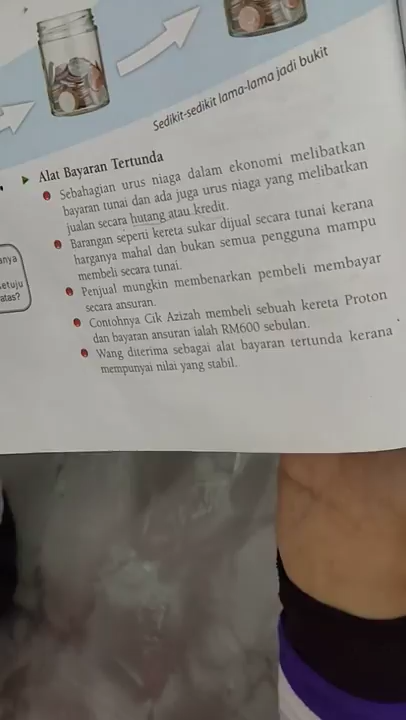 Sedikit-sedikit lama-lama jadi bukit
Alat Bayaran Tertunda
Sebahagian urus niaga dalam ekonomi melibatkan
bayaran tunai dan ada juga urus niaga yang melibatkan
jualan secara hutang atau kredit.
Barangan seperti kereta sukar dijual secara tunai kerana
harganya mahal dan bukan semua pengguna mampu
membeli secara tunai.
Penjual mungkin membenarkan pembeli membayar
secara ansuran.
Contohnya Cik Azizah membeli sebuah kereta Proton
dan bayaran ansuran ialah RM600 sebulan.
Wang diterima sebagai alat bayaran tertunda kerana
mempunyai nilai yang stabil.
anya
setuju
atas?